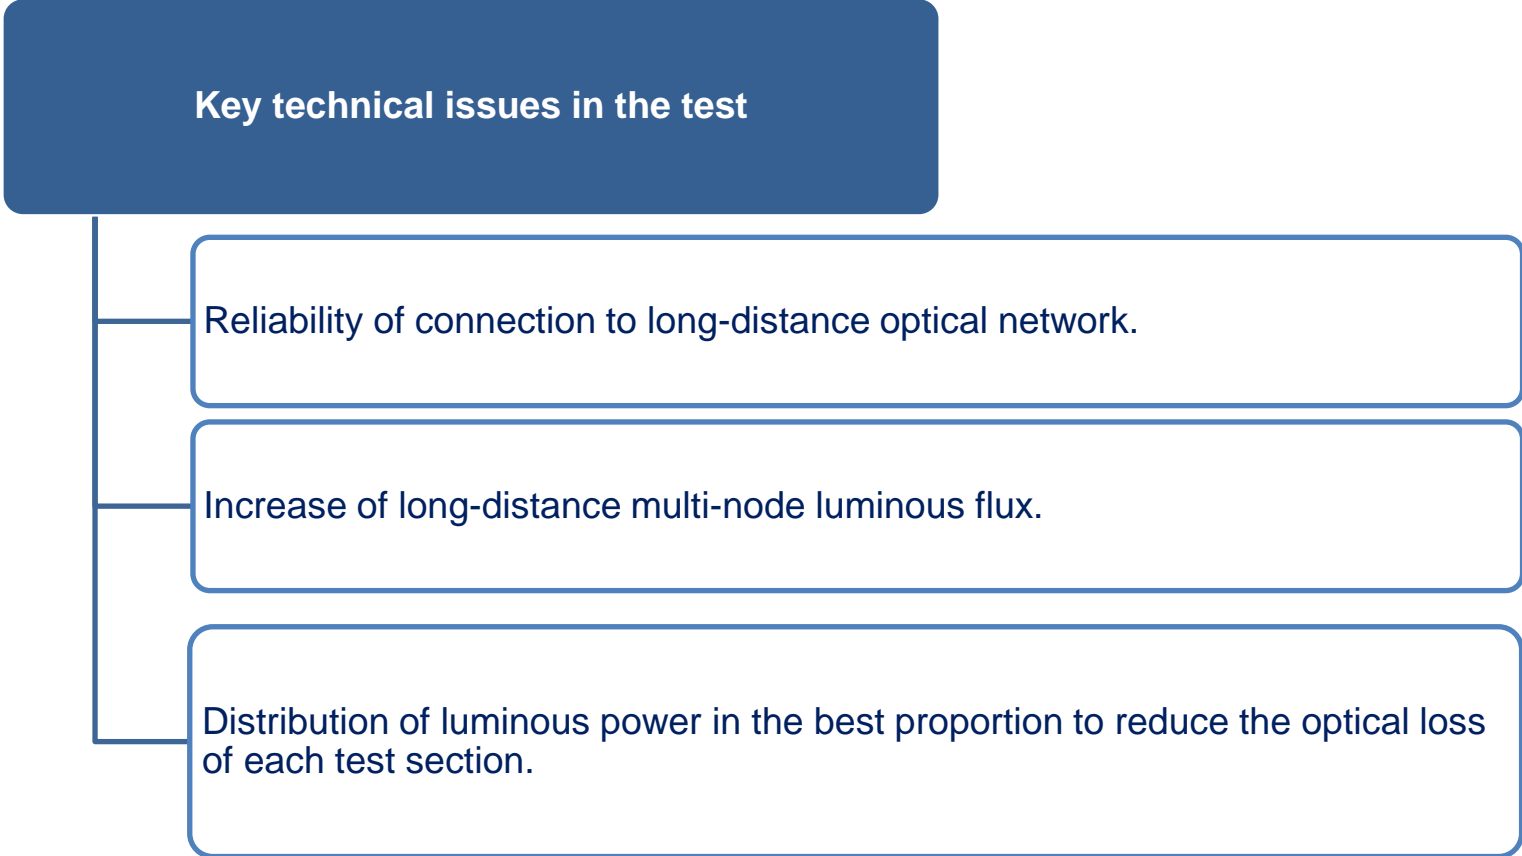 Key technical issues in the test
Reliability of connection to long-distance optical network.
Increase of long-distance multi-node luminous flux.
Distribution of luminous power in the best proportion to reduce the optical loss
of each test section.